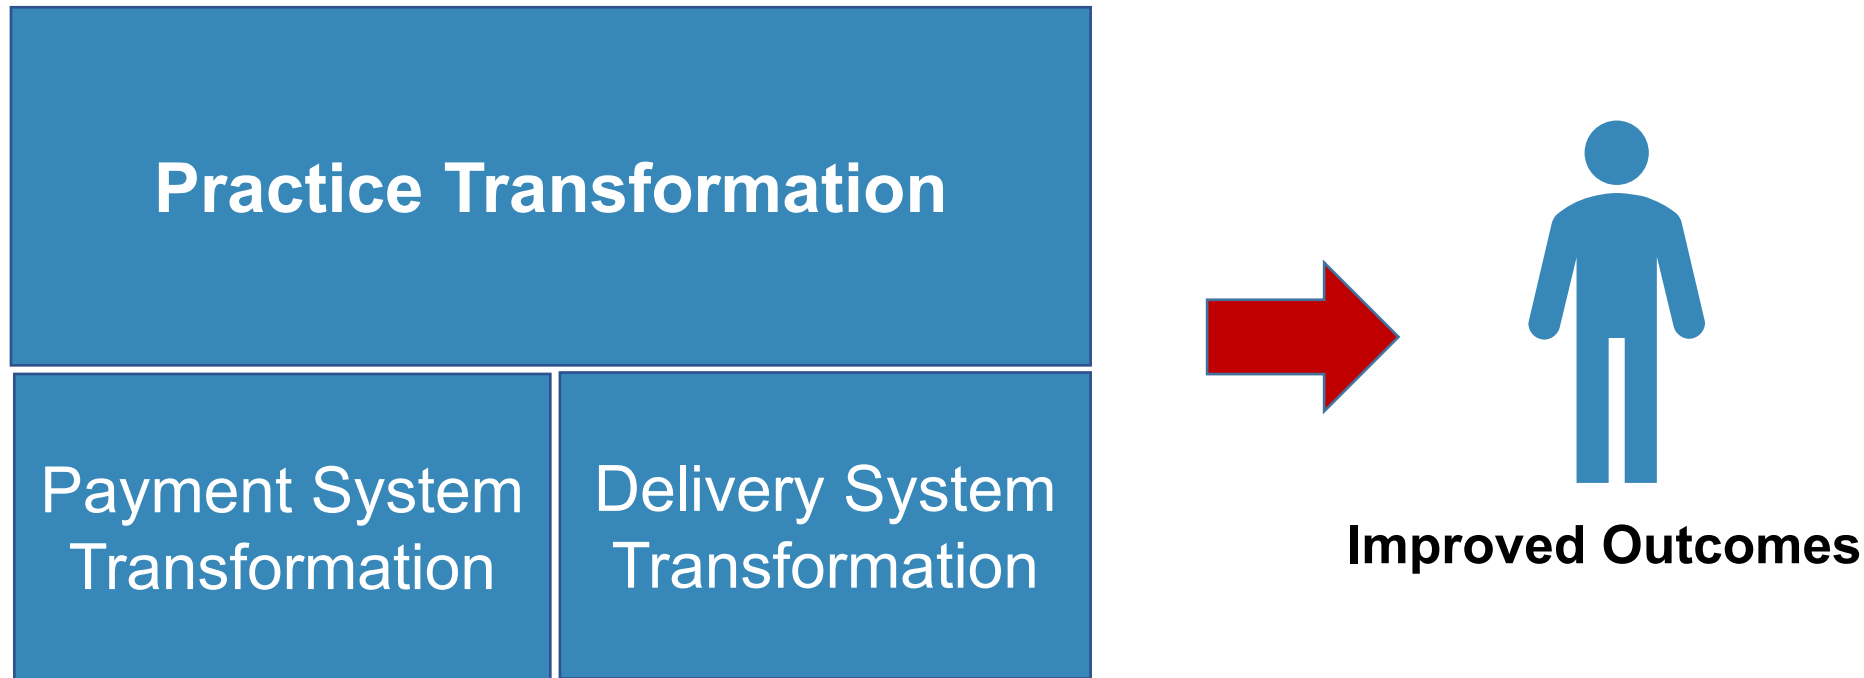 Practice Transformation
Payment System
Transformation
Delivery System
Transformation
Improved Outcomes